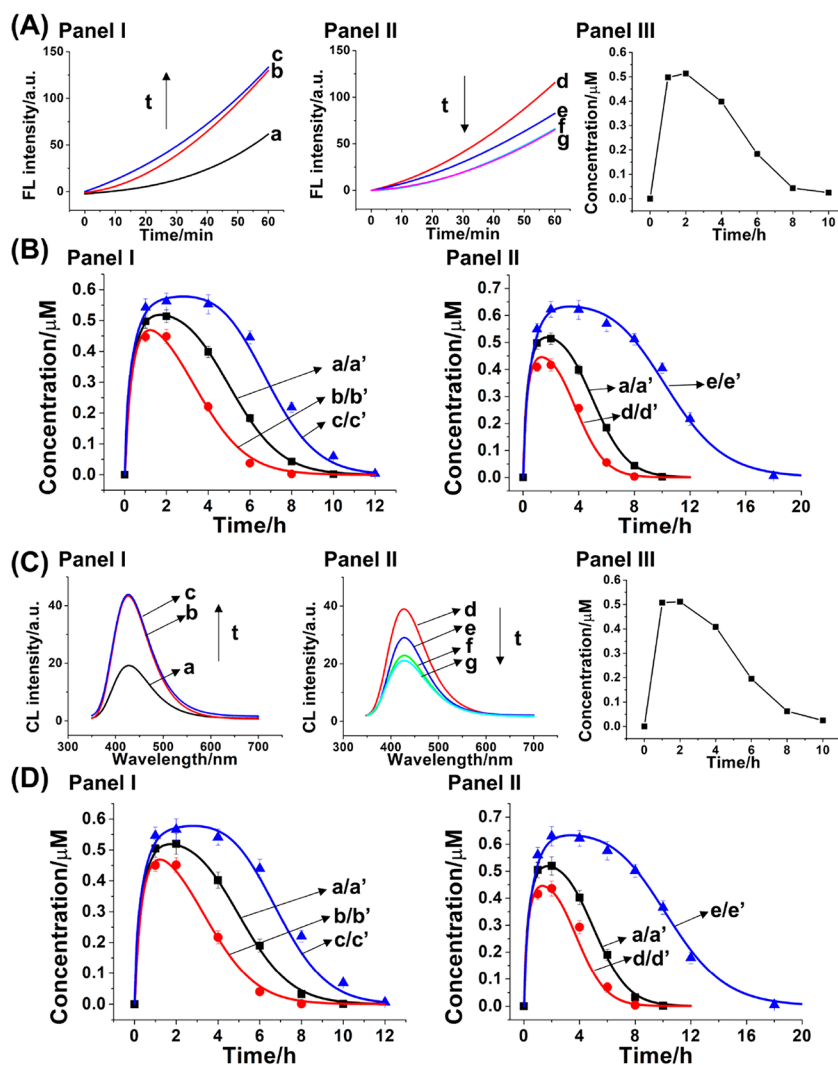 (A)
Panel I
Panel II
Panel III
FL intensity/a.u.
150
100
50
0
t
c
b
a
0 10 20 30 40 50 60
Time/min
FL intensity/a.u.
150
100
50
0
t
d
e
f
g
0 10 20 30 40 50 60
Time/min
Concentration/μM
0.6
0.5
0.4
0.3
0.2
0.1
0.0
0 2 4 6 8 10
Time/h
(B)
Panel I
Panel II
Concentration/μM
0.6
0.5
0.4
0.3
0.2
0.1
0.0
a/a’
b/b’
c/c’
0 2 4 6 8 10 12
Time/h
Concentration/μM
0.7
0.6
0.5
0.4
0.3
0.2
0.1
0.0
a/a’
d/d’
e/e’
0 4 8 12 16 20
Time/h
(C)
Panel I
Panel II
Panel III
CL intensity/a.u.
40
20
0
c
b
a
t
300 400 500 600 700
Wavelength/nm
CL intensity/a.u.
40
20
0
d
e
f
g
t
300 400 500 600 700
Wavelength/nm
Concentration/μM
0.6
0.5
0.4
0.3
0.2
0.1
0.0
0 2 4 6 8 10
Time/h
(D)
Panel I
Panel II
Concentration/μM
0.6
0.5
0.4
0.3
0.2
0.1
0.0
a/a’
b/b’
c/c’
0 2 4 6 8 10 12
Time/h
Concentration/μM
0.7
0.6
0.5
0.4
0.3
0.2
0.1
0.0
a/a’
d/d’
e/e’
0 4 8 12 16 20
Time/h